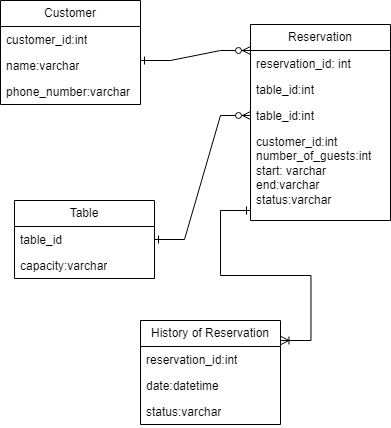 Customer
customer_id:int
name:varchar
phone_number:varchar
Reservation
reservation_id: int
table_id:int
table_id:int
customer_id:int
number_of_guests:int
start: varchar
end:varchar
status:varchar
Table
table_id
capacity:varchar
History of Reservation
reservation_id:int
date:datetime
status:varchar